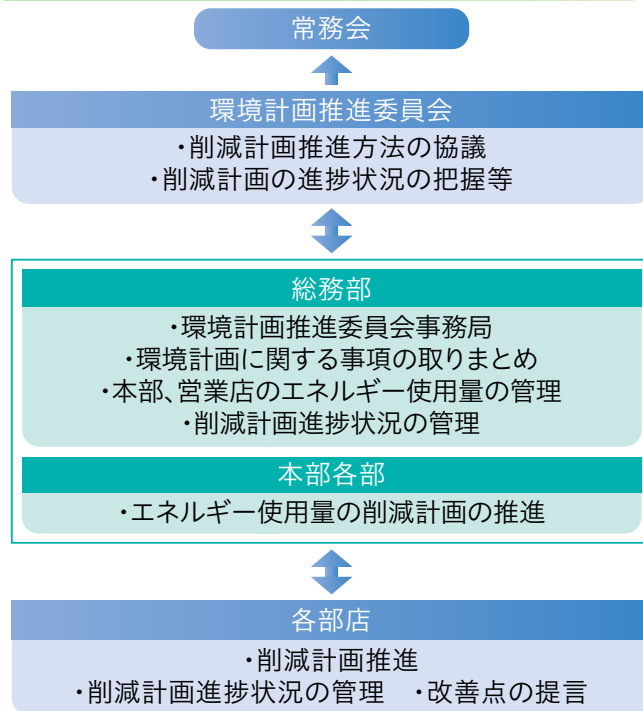 常務会
環境計画推進委員会
・削減計画推進方法の協議
・削減計画の進捗状況の把握等
総務部
・環境計画推進委員会事務局
・環境計画に関する事項の取りまとめ
・本部、営業店のエネルギー使用量の管理
・削減計画進捗状況の管理
本部各部
・エネルギー使用量の削減計画の推進
各部店
・削減計画推進
・削減計画進捗状況の管理　・改善点の提言